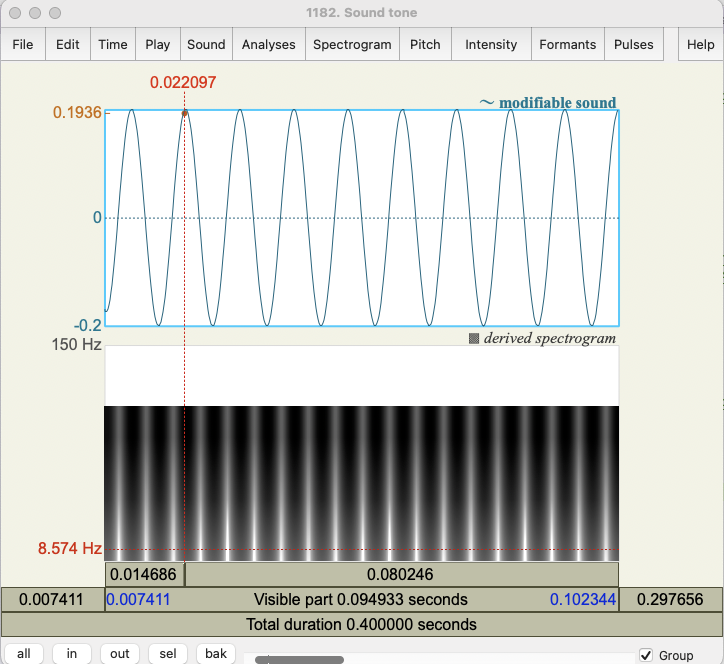 1182. Sound tone
File Edit Time Play Sound Analyses Spectrogram Pitch Intensity Formants Pulses Help
0.022097
0.1936
~ modifiable sound
0
-0.2
derived spectrogram
150 Hz
8.574 Hz
0.014686 0.080246
0.007411 0.007411 Visible part 0.094933 seconds 0.102344 0.297656
Total duration 0.400000 seconds
all in out sel bak Group